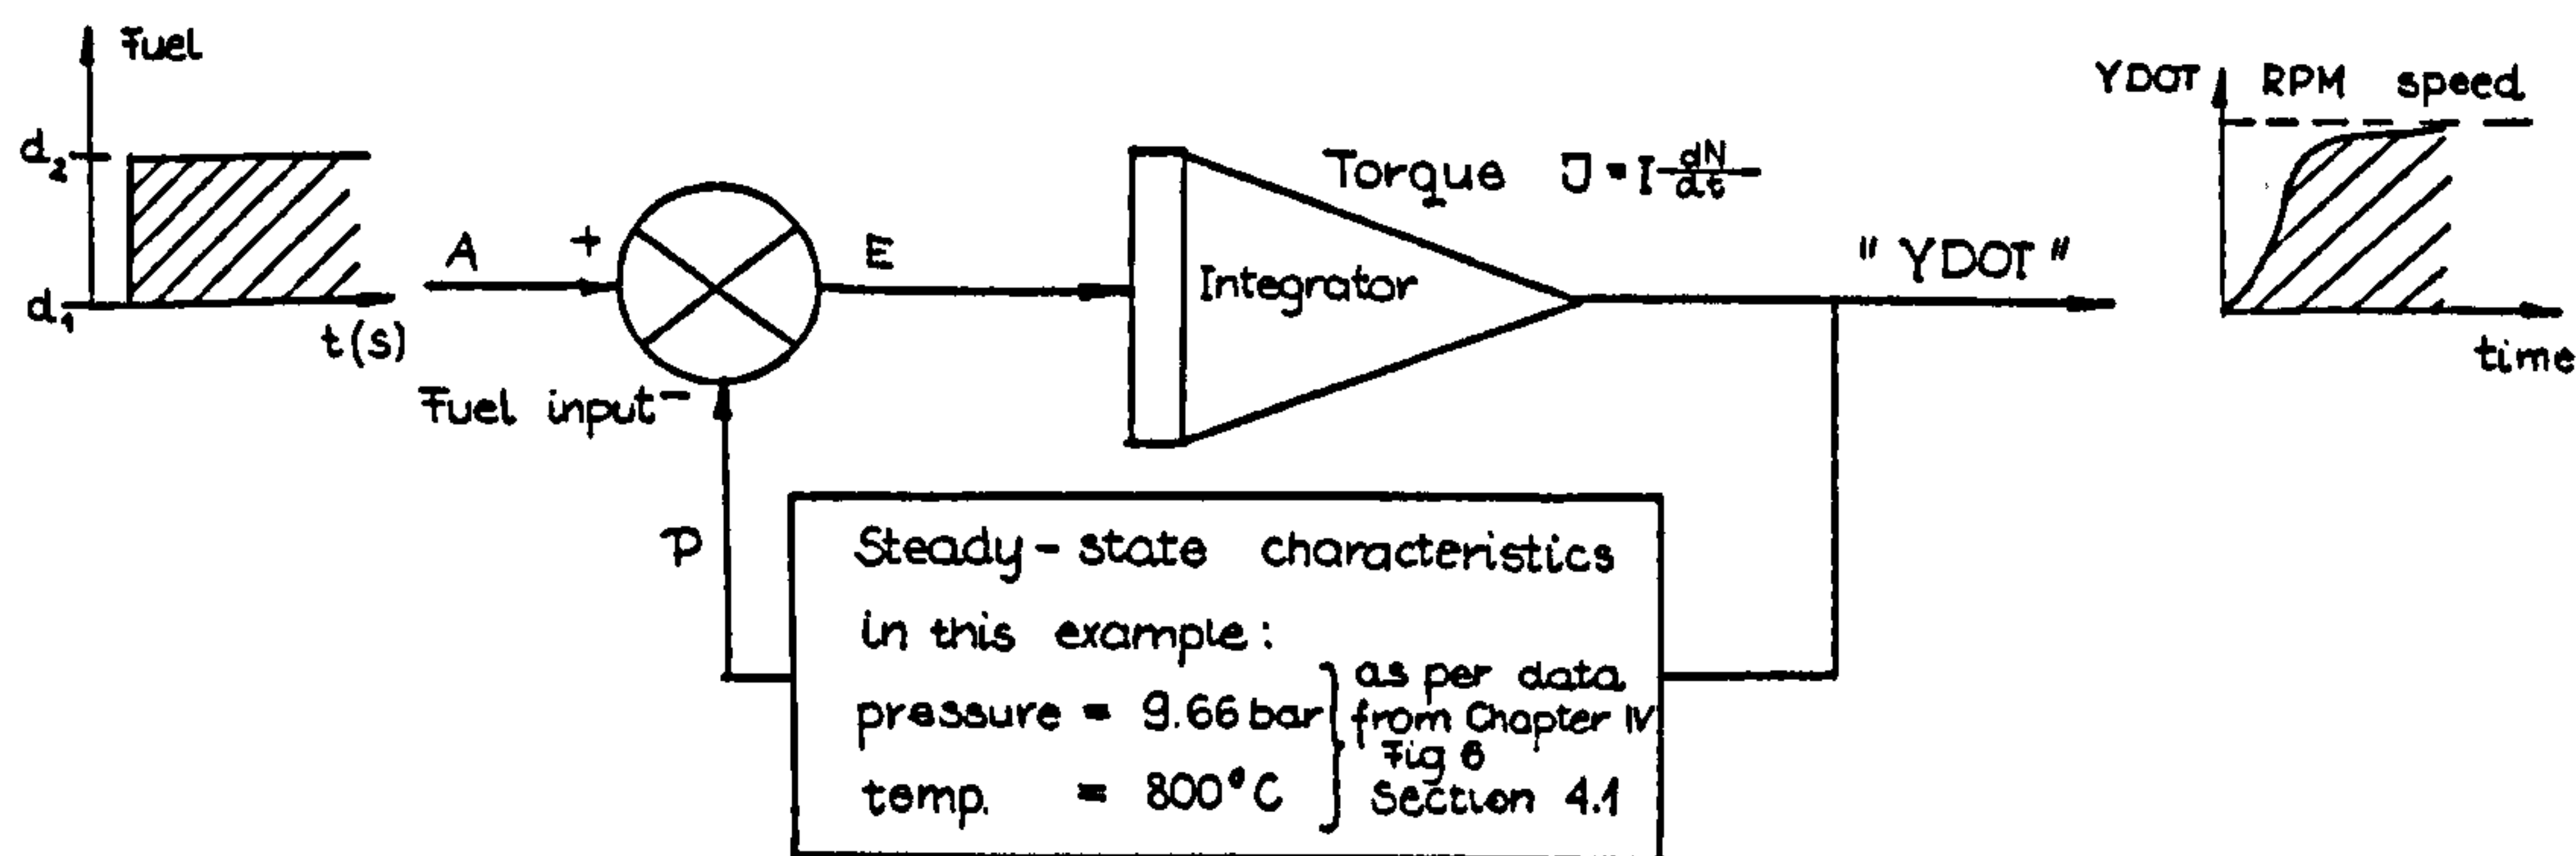 Fuel
d₂
d₁
t(s)
A
+
Fuel input
-
E
P
Integrator
Torque J = I dN/dt
"YDOT"
YDOT RPM speed
time
Steady-state characteristics
in this example:
pressure = 9.66 bar
temp. = 800°C
as per data
from Chapter IV
Fig 6
Section 4.1